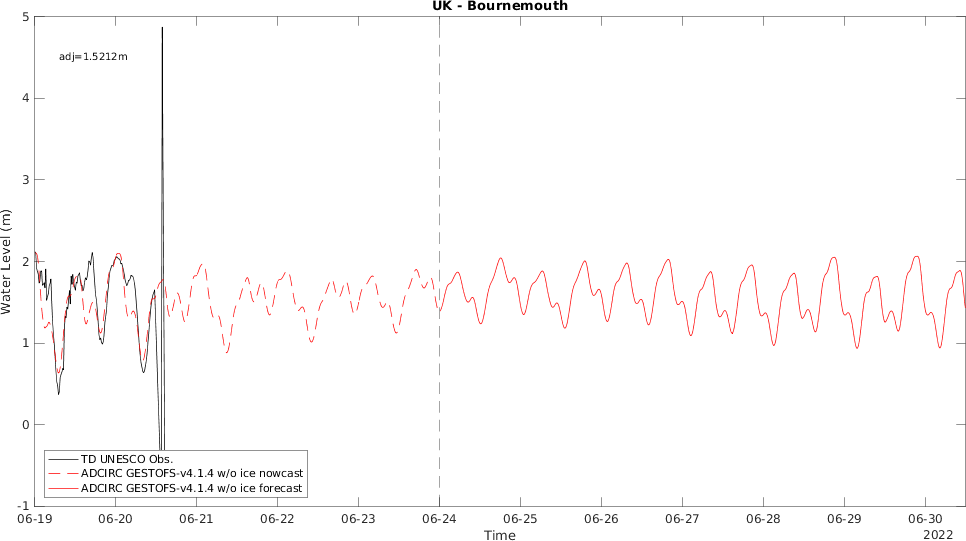 UK - Bournemouth
adj=1.5212m
Water Level (m)
5
4
3
2
1
0
-1
TD UNESCO Obs.
ADCIRC GESTOFS-v4.1.4 w/o ice nowcast
ADCIRC GESTOFS-v4.1.4 w/o ice forecast
06-19 06-20 06-21 06-22 06-23 06-24 06-25 06-26 06-27 06-28 06-29 06-30
Time
2022